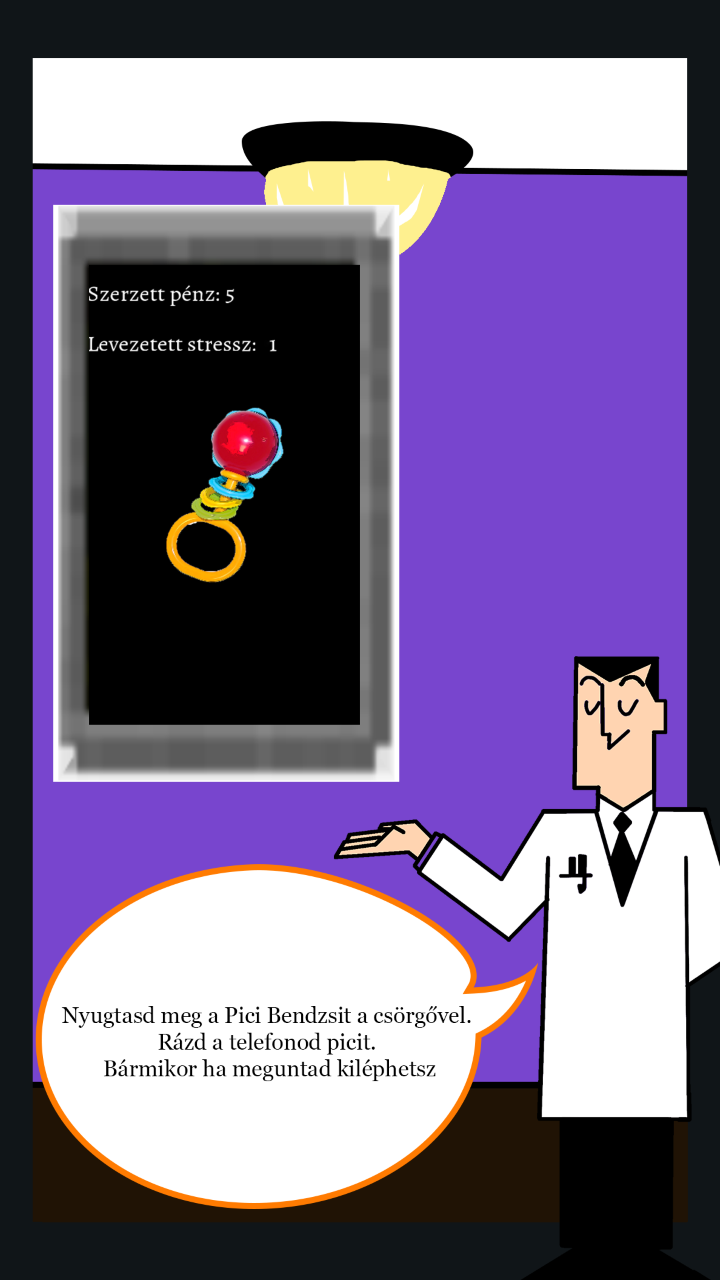 Szerzett pénz: 5
Levezetett stressz: 1
Nyugtasd meg a Pici Bendzsit a csörgővel.
Rázd a telefonod picit.
Bármikor ha meguntad kiléphetsz